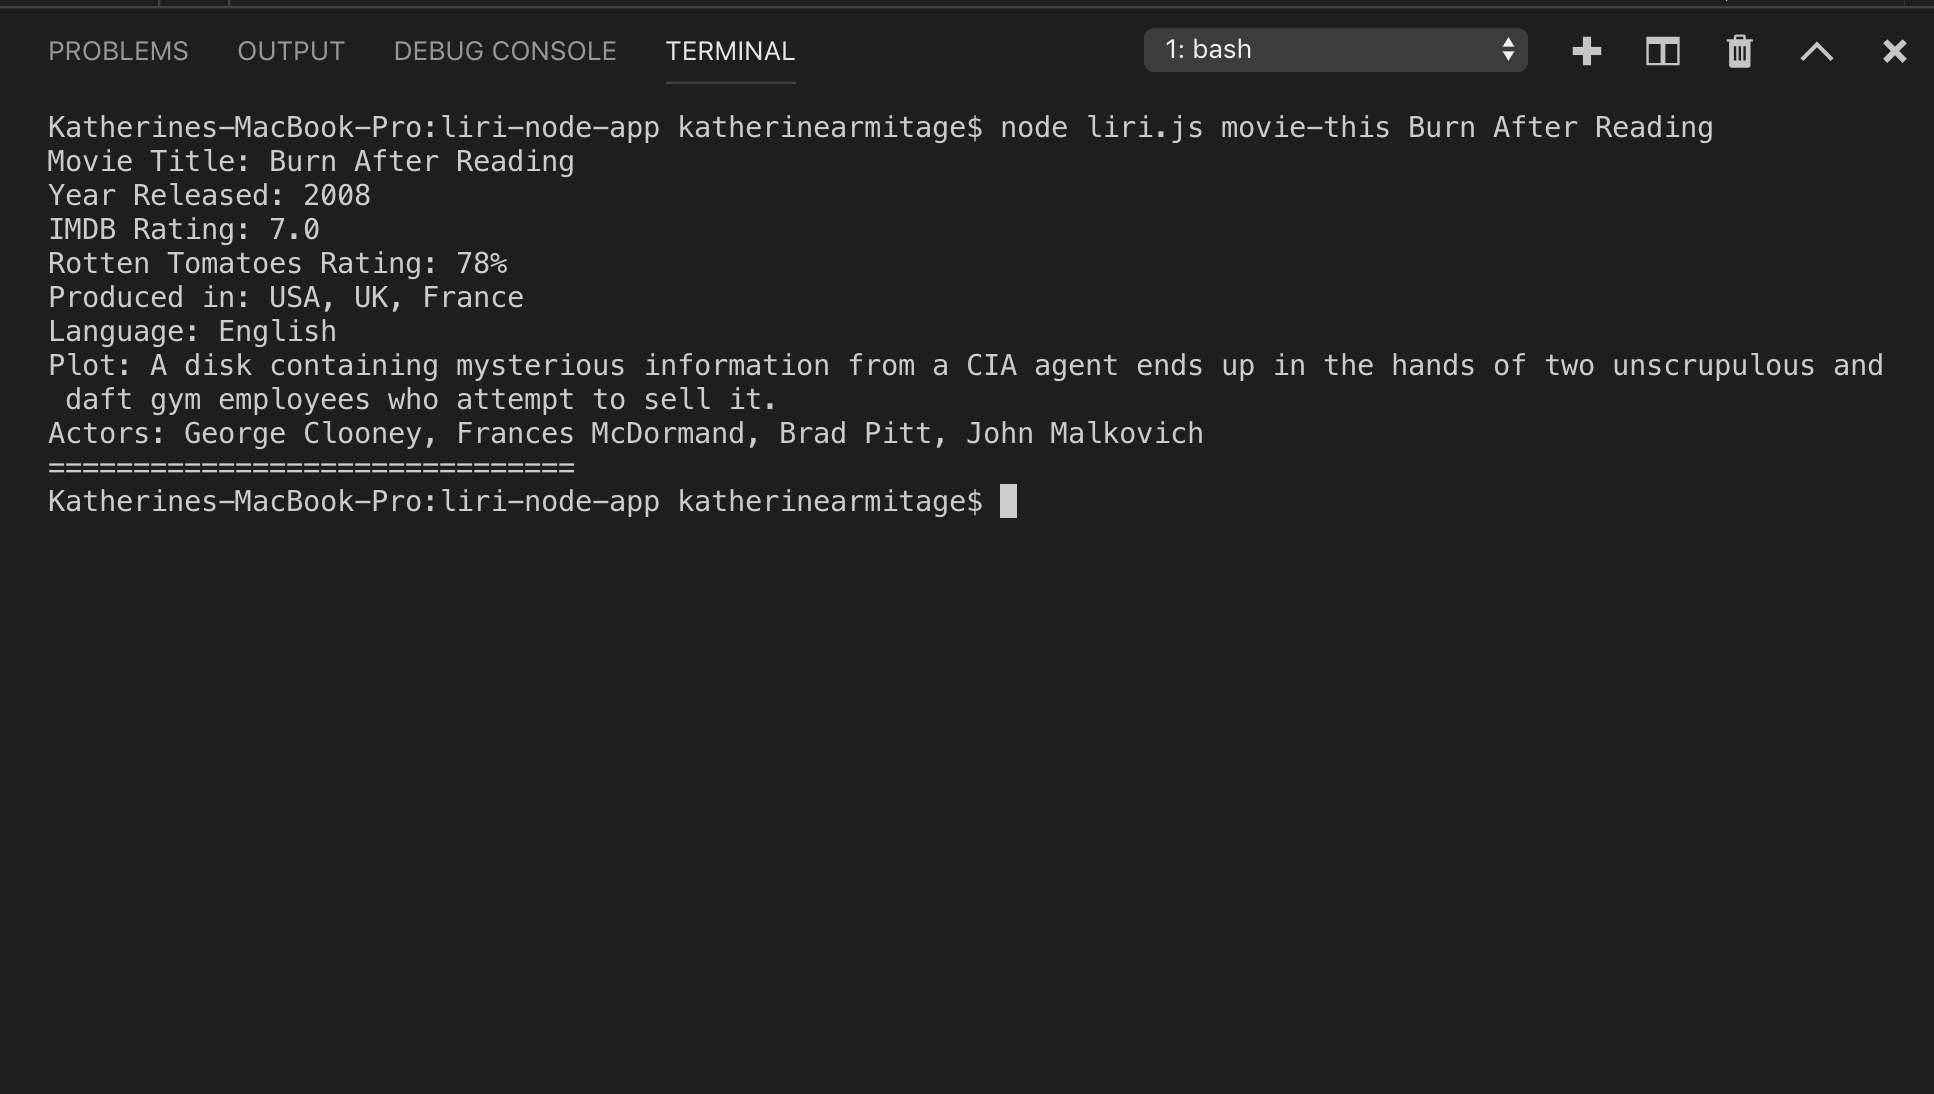 PROBLEMS OUTPUT DEBUG CONSOLE TERMINAL 1: bash
Katherines-MacBook-Pro:liri-node-app katherinearmitage$ node liri.js movie-this Burn After Reading
Movie Title: Burn After Reading
Year Released: 2008
IMDB Rating: 7.0
Rotten Tomatoes Rating: 78%
Produced in: USA, UK, France
Language: English
Plot: A disk containing mysterious information from a CIA agent ends up in the hands of two unscrupulous and
 daft gym employees who attempt to sell it.
Actors: George Clooney, Frances McDormand, Brad Pitt, John Malkovich
===============================
Katherines-MacBook-Pro:liri-node-app katherinearmitage$